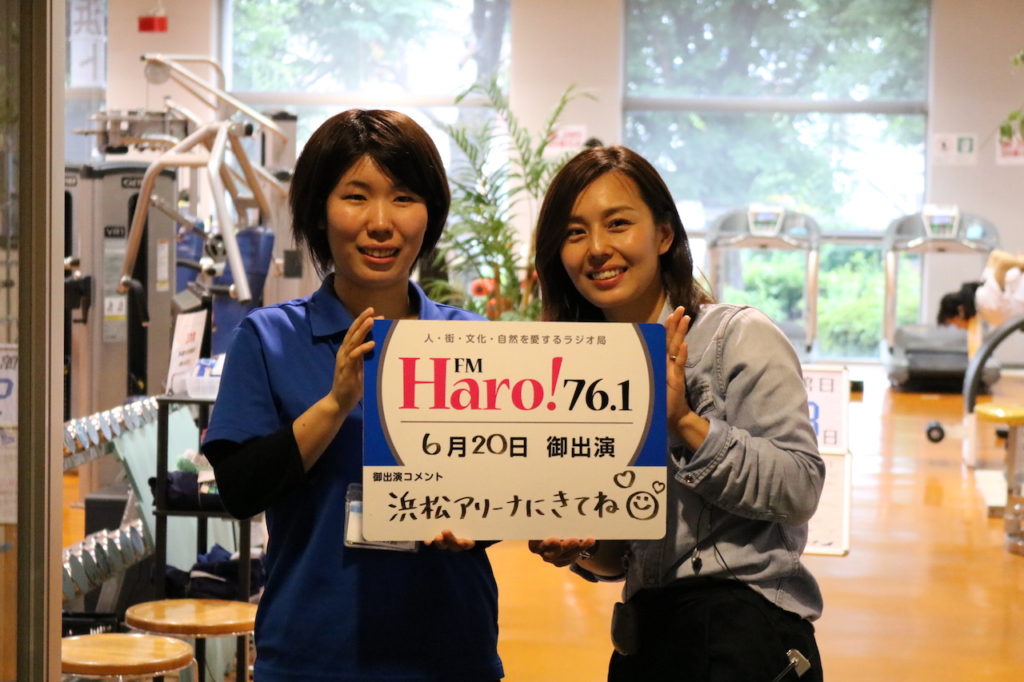 人・街・文化・自然を愛するラジオ局
FM
Haro! 76.1
6月20日 御出演
御出演コメント
浜松アリーナにきてね